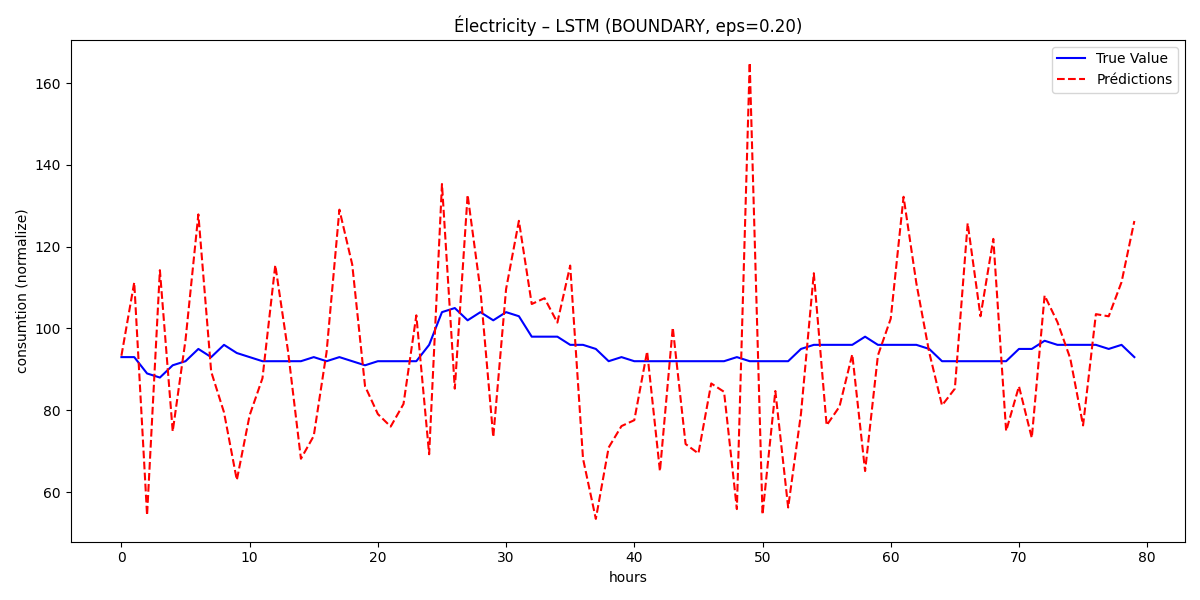 Électricity – LSTM (BOUNDARY, eps=0.20)
True Value
Prédictions
consumtion (normalize)
160
140
120
100
80
60
0 10 20 30 40 50 60 70 80
hours